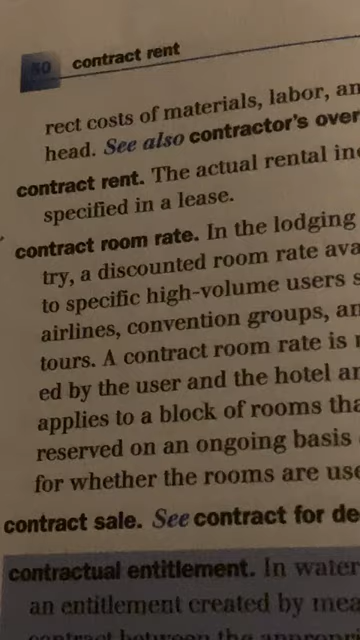 50 contract rent
rect costs of materials, labor, an
head. See also contractor's over
contract rent. The actual rental in
specified in a lease.
contract room rate. In the lodging
try, a discounted room rate ava
to specific high-volume users s
airlines, convention groups, an
tours. A contract room rate is
ed by the user and the hotel an
applies to a block of rooms tha
reserved on an ongoing basis
for whether the rooms are use
contract sale. See contract for de
contractual entitlement. In water
an entitlement created by mea
contract between the